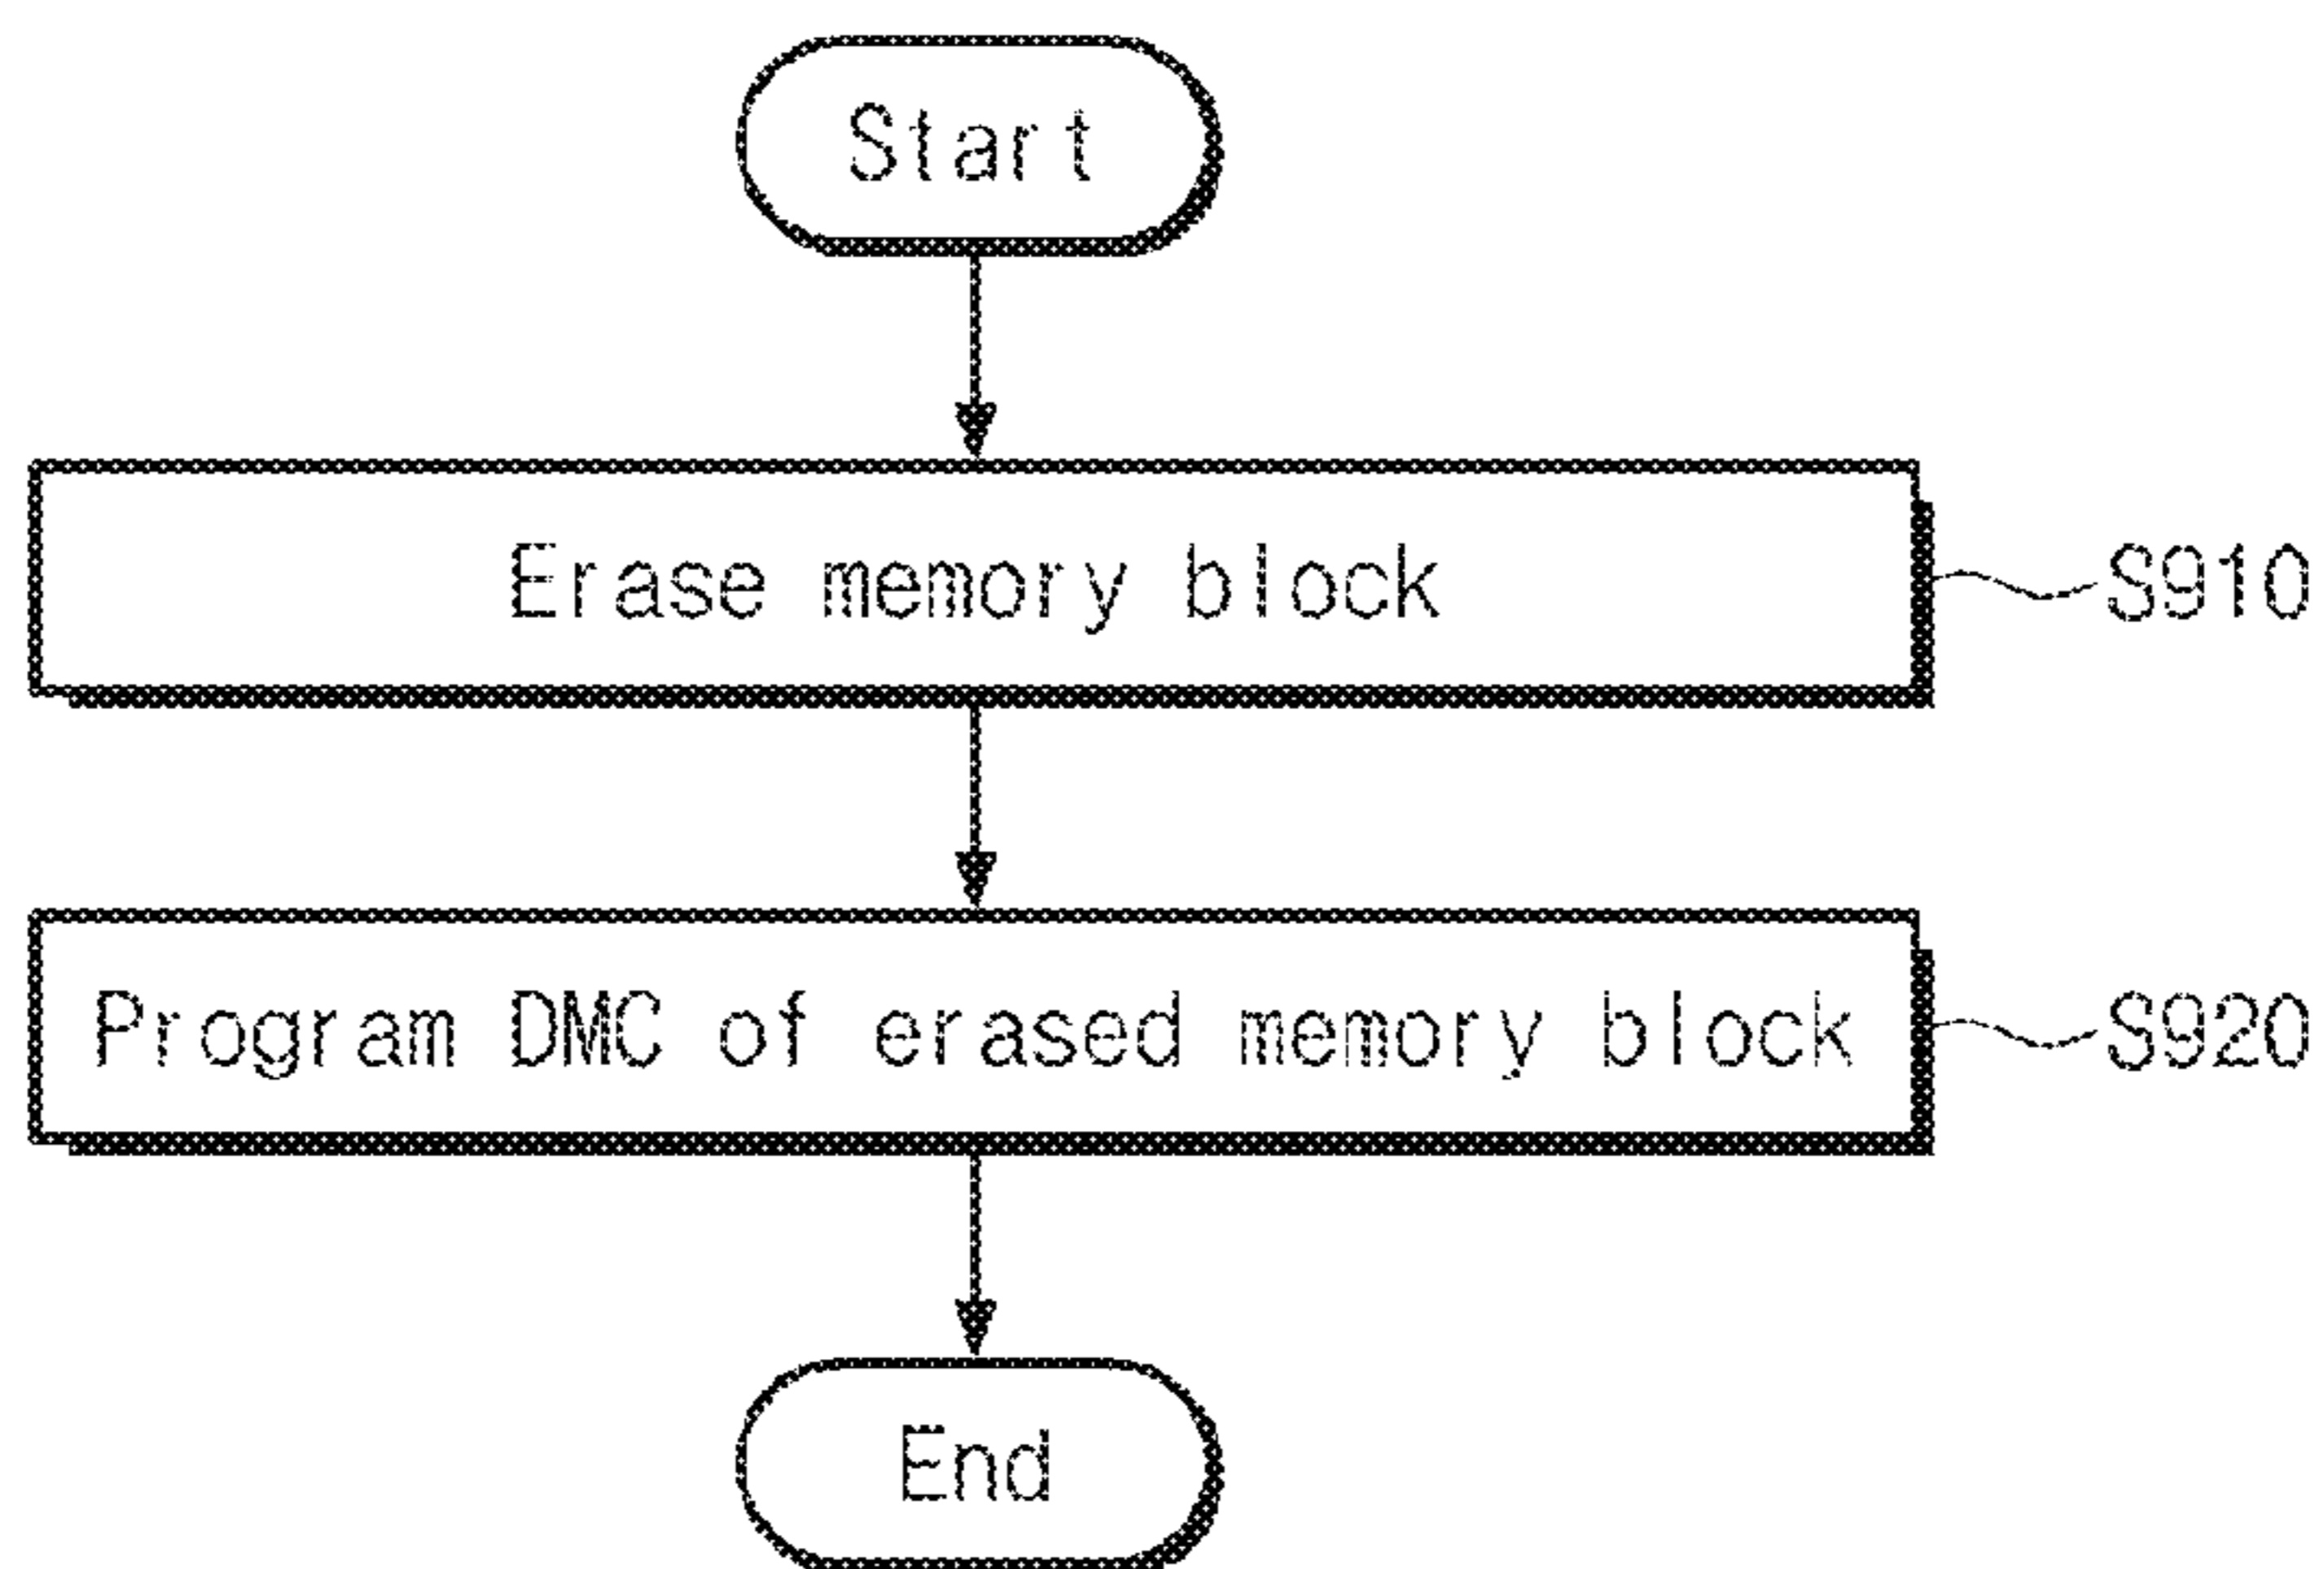 Start
Erase memory block
S910
Program DMC of erased memory block
S920
End